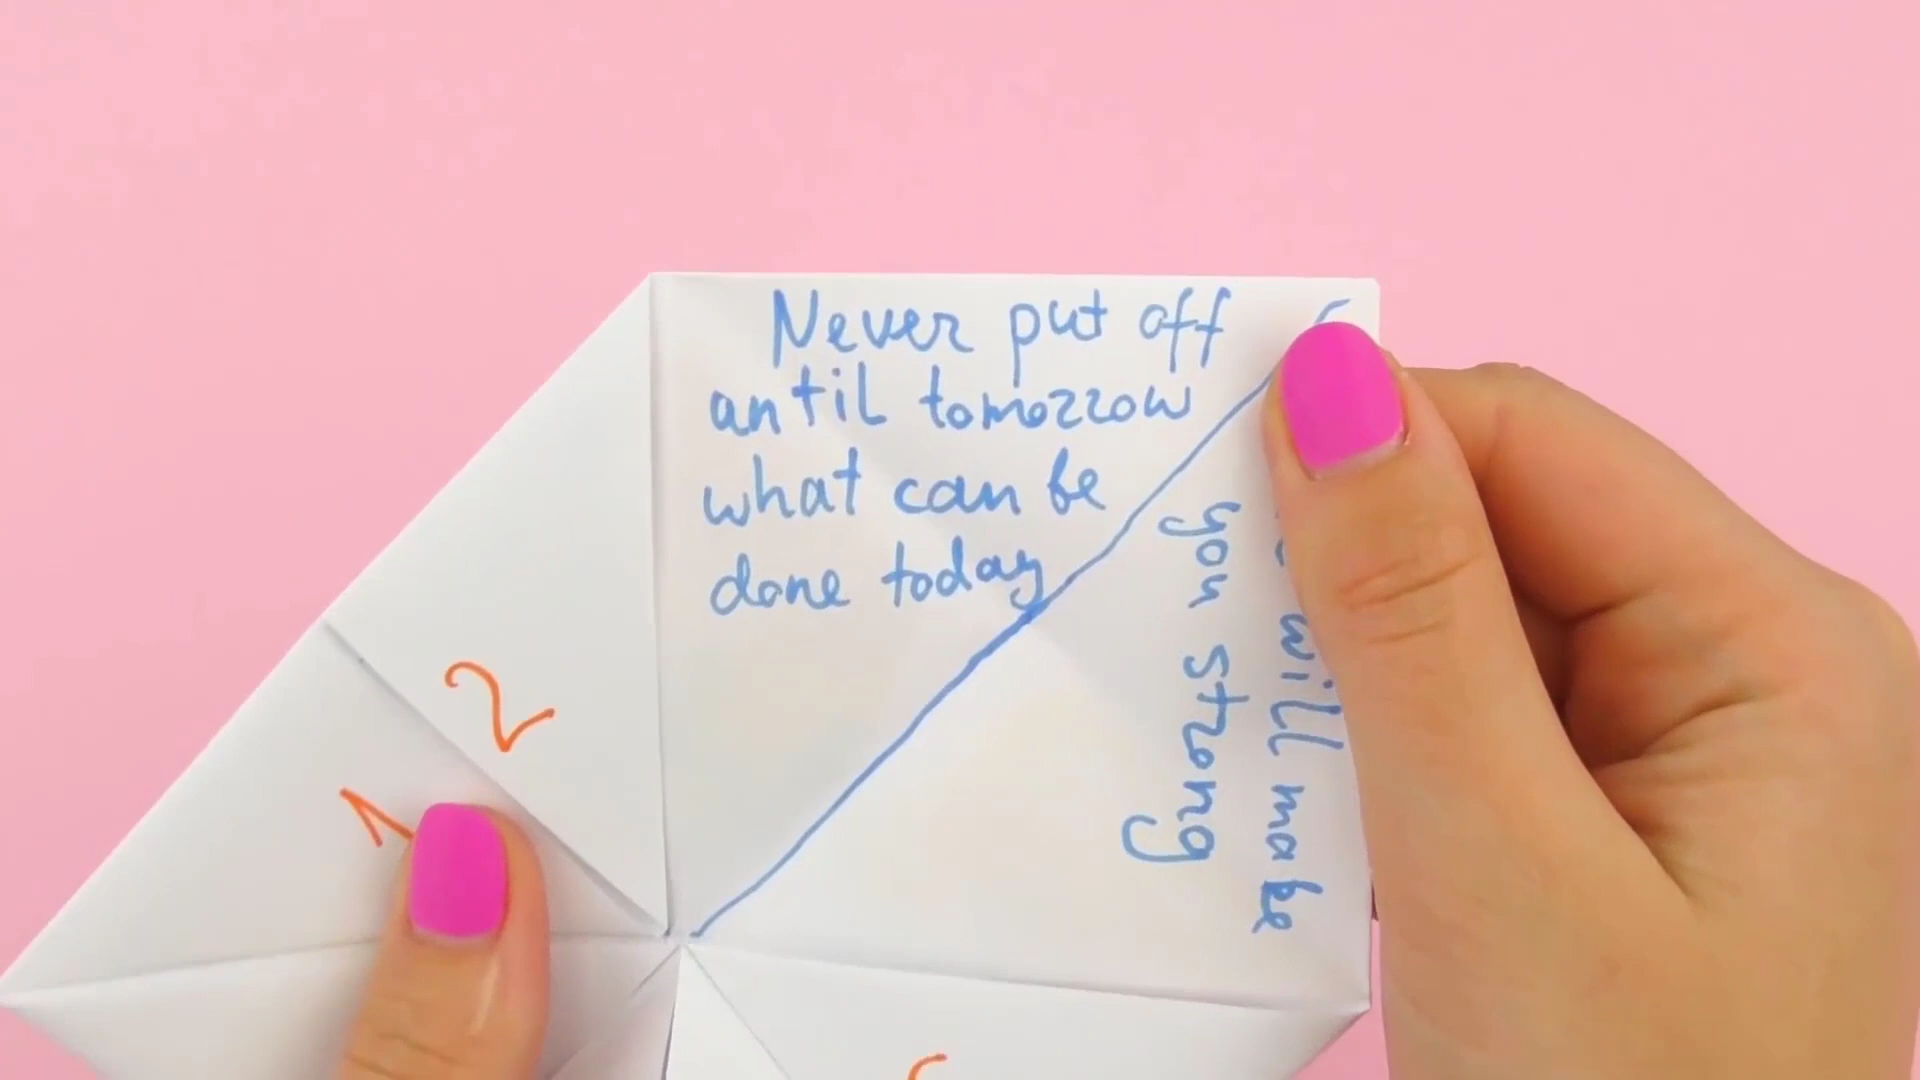 Never put off
antil tomorrow
what can be
done today
will make
you strong
2
1